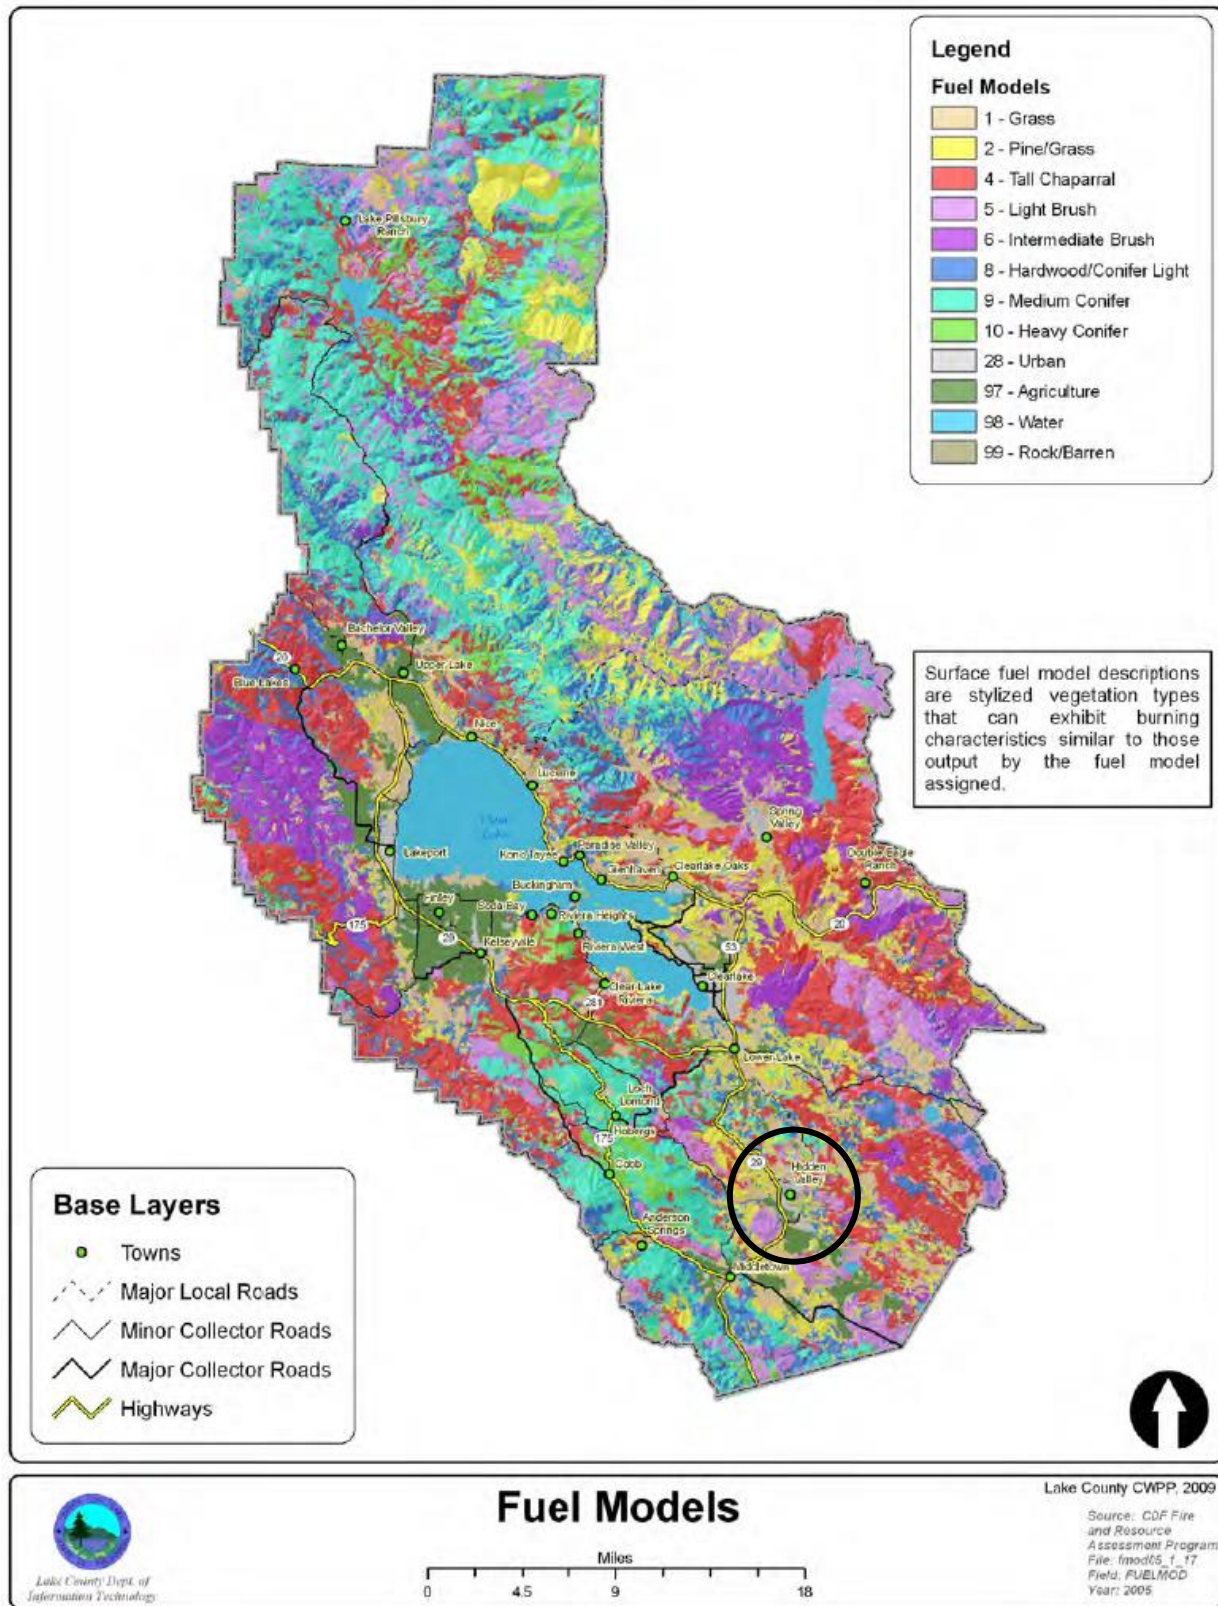 Legend
Fuel Models
1 - Grass
2 - Pine/Grass
4 - Tall Chaparral
5 - Light Brush
6 - Intermediate Brush
8 - Hardwood/Conifer Light
9 - Medium Conifer
10 - Heavy Conifer
28 - Urban
97 - Agriculture
98 - Water
99 - Rock/Barren
Lake Pillsbury
Ranch
Bachelor Valley
20
Blue Lakes
Upper Lake
Nice
Lucerne
Surface fuel model descriptions
are stylized vegetation types
that can exhibit burning
characteristics similar to those
output by the fuel model
assigned.
Spring
Valley
Lakeport
Kono Tayee
Paradise Valley
Glenhaven
Clearlake Oaks
Double Eagle
Ranch
Buckingham
Finley
Soda Bay
Riviera Heights
175
29
Kelseyville
Riviera West
53
20
Clearlake
Clear Lake
Riviera
281
Lower Lake
Loch
Lomond
Hobergs
175
Cobb
29
Hidden
Valley
Anderson
Springs
Middletown
Base Layers
Towns
Major Local Roads
Minor Collector Roads
Major Collector Roads
Highways
Lake County Dept. of
Information Technology
Fuel Models
Miles
0 4.5 9 18
Lake County CWPP, 2009
Source: CDF Fire
and Resource
Assessment Program
File: fmod05_1_17
Field: FUELMOD
Year: 2005